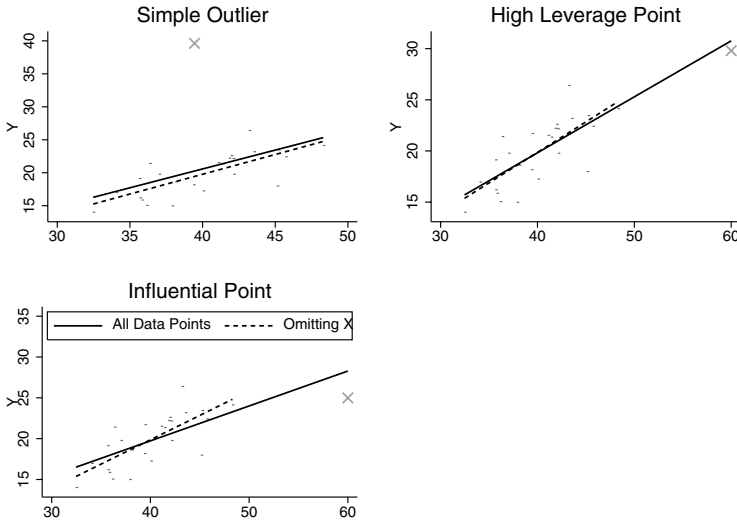 Simple Outlier
Y
40
35
30
25
20
15
30 35 40 45 50
High Leverage Point
Y
30
25
20
15
30 40 50 60
Influential Point
All Data Points Omitting X
Y
35
30
25
20
15
30 40 50 60